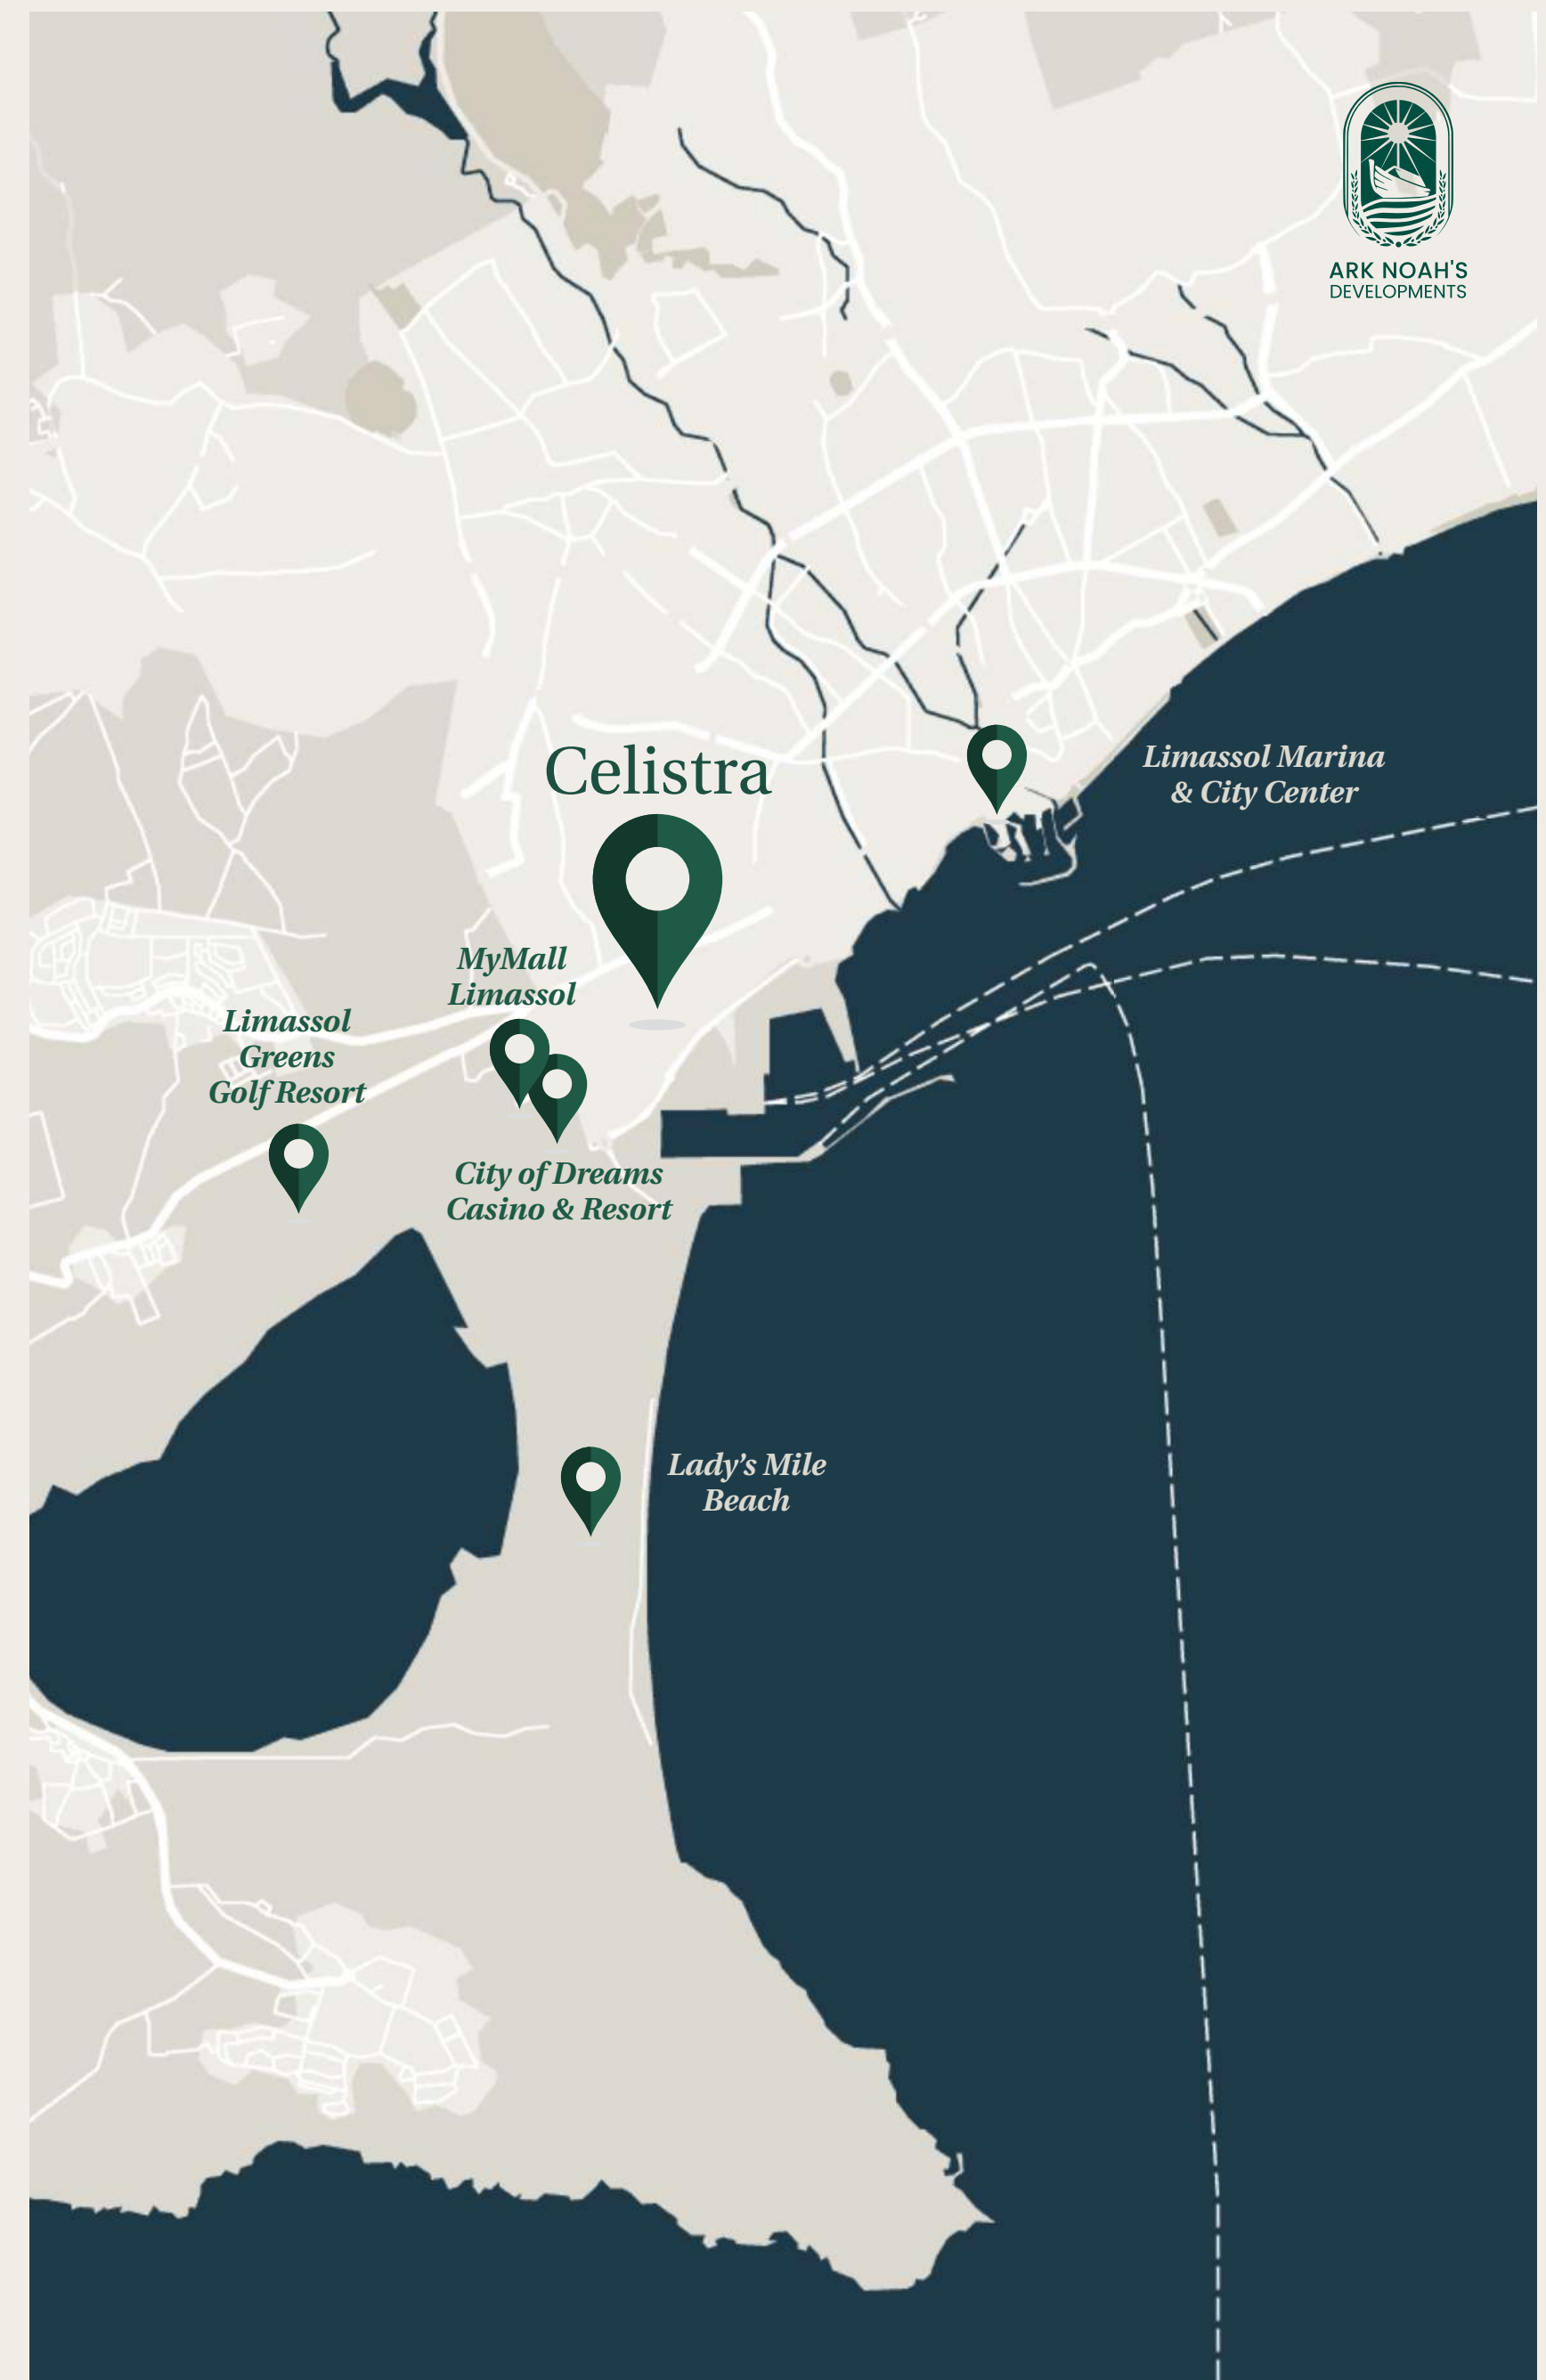 ARK NOAH'S
DEVELOPMENTS
Celistra
Limassol Marina
& City Center
MyMall
Limassol
Limassol
Greens
Golf Resort
City of Dreams
Casino & Resort
Lady’s Mile
Beach